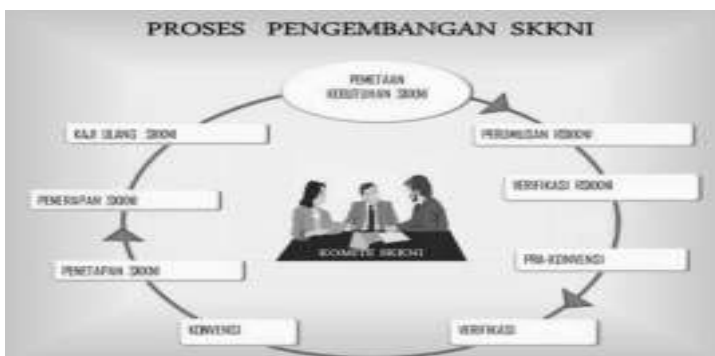 PROSES PENGEMBANGAN SKKNI
PEMETAAN
KEBUTUHAN SKKNI
PERUMUSAN RSKKNI
VERIFIKASI RSKKNI
PRA-KONVENSI
VERIFIKASI
KONVENSI
PENETAPAN SKKNI
PENERAPAN SKKNI
KAJI ULANG SKKNI
KOMITE SKKNI